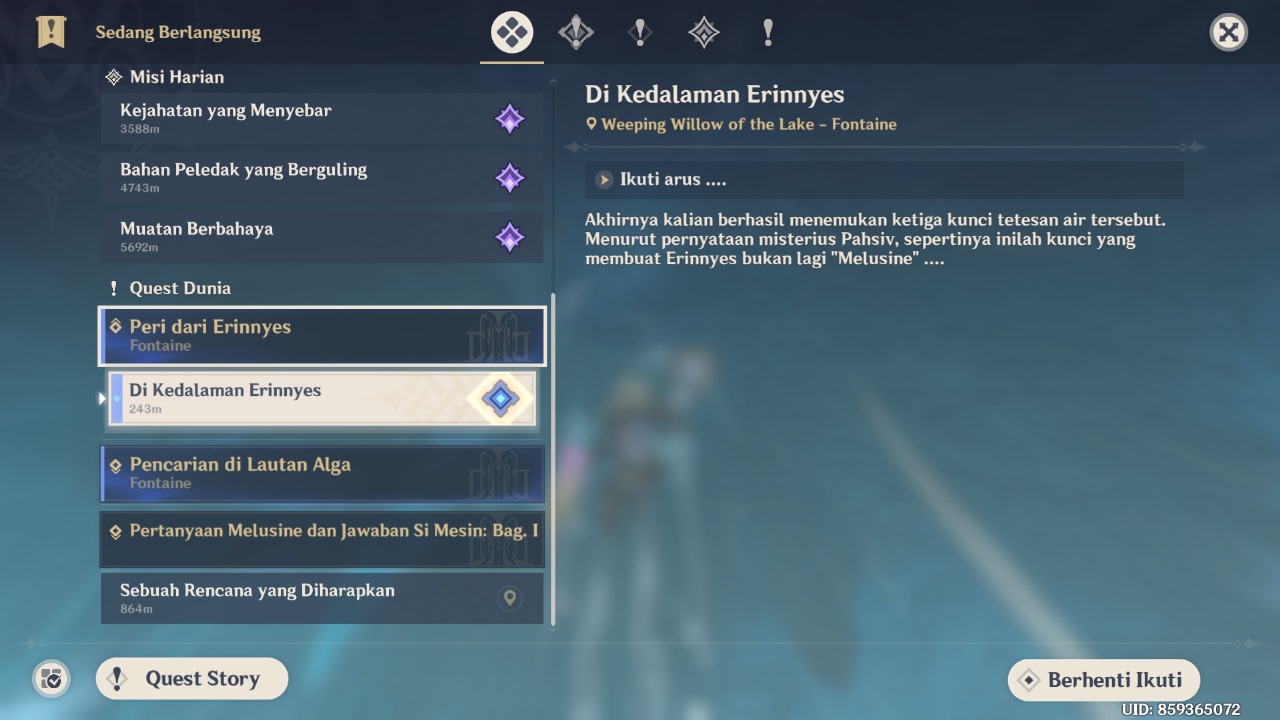 Sedang Berlangsung
Misi Harian
Kejahatan yang Menyebar
3588m
Bahan Peledak yang Berguling
4743m
Muatan Berbahaya
5692m
Quest Dunia
Peri dari Erinnyes
Fontaine
Di Kedalaman Erinnyes
243m
Pencarian di Lautan Alga
Fontaine
Pertanyaan Melusine dan Jawaban Si Mesin: Bag. I
Sebuah Rencana yang Diharapkan
864m
Quest Story
Di Kedalaman Erinnyes
Weeping Willow of the Lake - Fontaine
Ikuti arus ....
Akhirnya kalian berhasil menemukan ketiga kunci tetesan air tersebut.
Menurut pernyataan misterius Pahsiv, sepertinya inilah kunci yang
membuat Erinnyes bukan lagi "Melusine" ....
Berhenti Ikuti
UID: 859365072